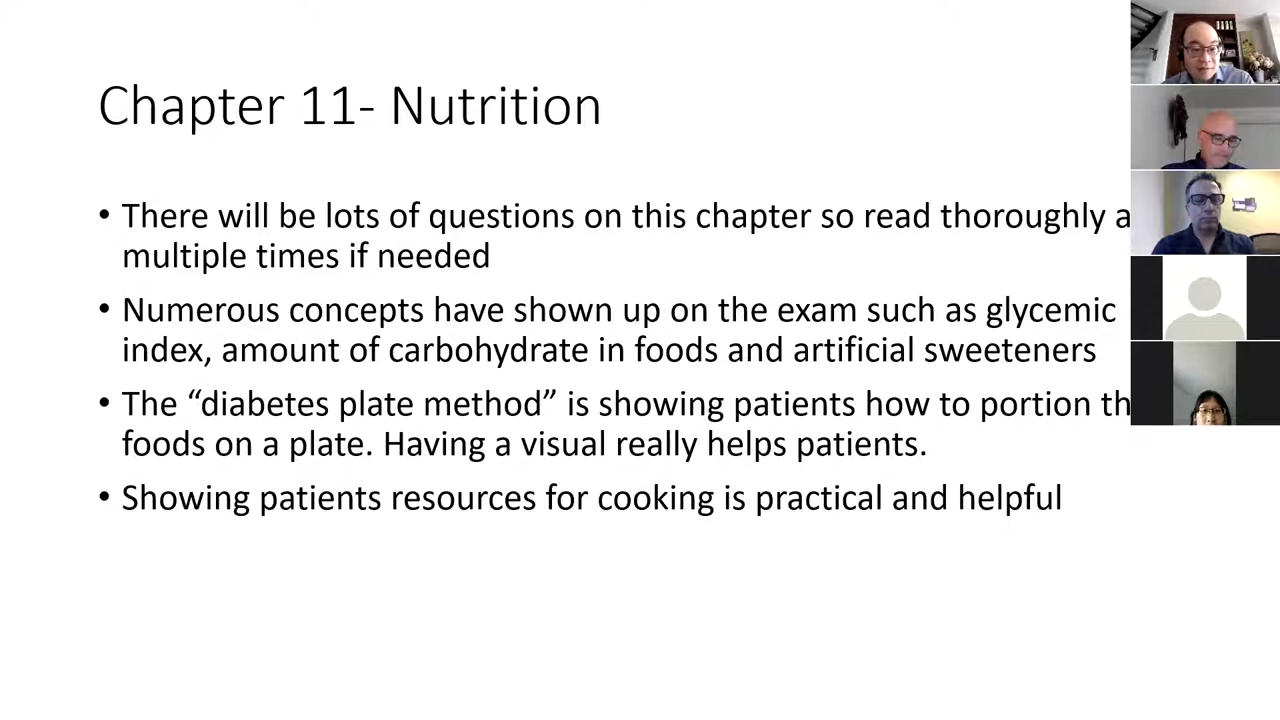 Chapter 11- Nutrition
• There will be lots of questions on this chapter so read thoroughly a
multiple times if needed
• Numerous concepts have shown up on the exam such as glycemic
index, amount of carbohydrate in foods and artificial sweeteners
• The “diabetes plate method” is showing patients how to portion th
foods on a plate. Having a visual really helps patients.
• Showing patients resources for cooking is practical and helpful